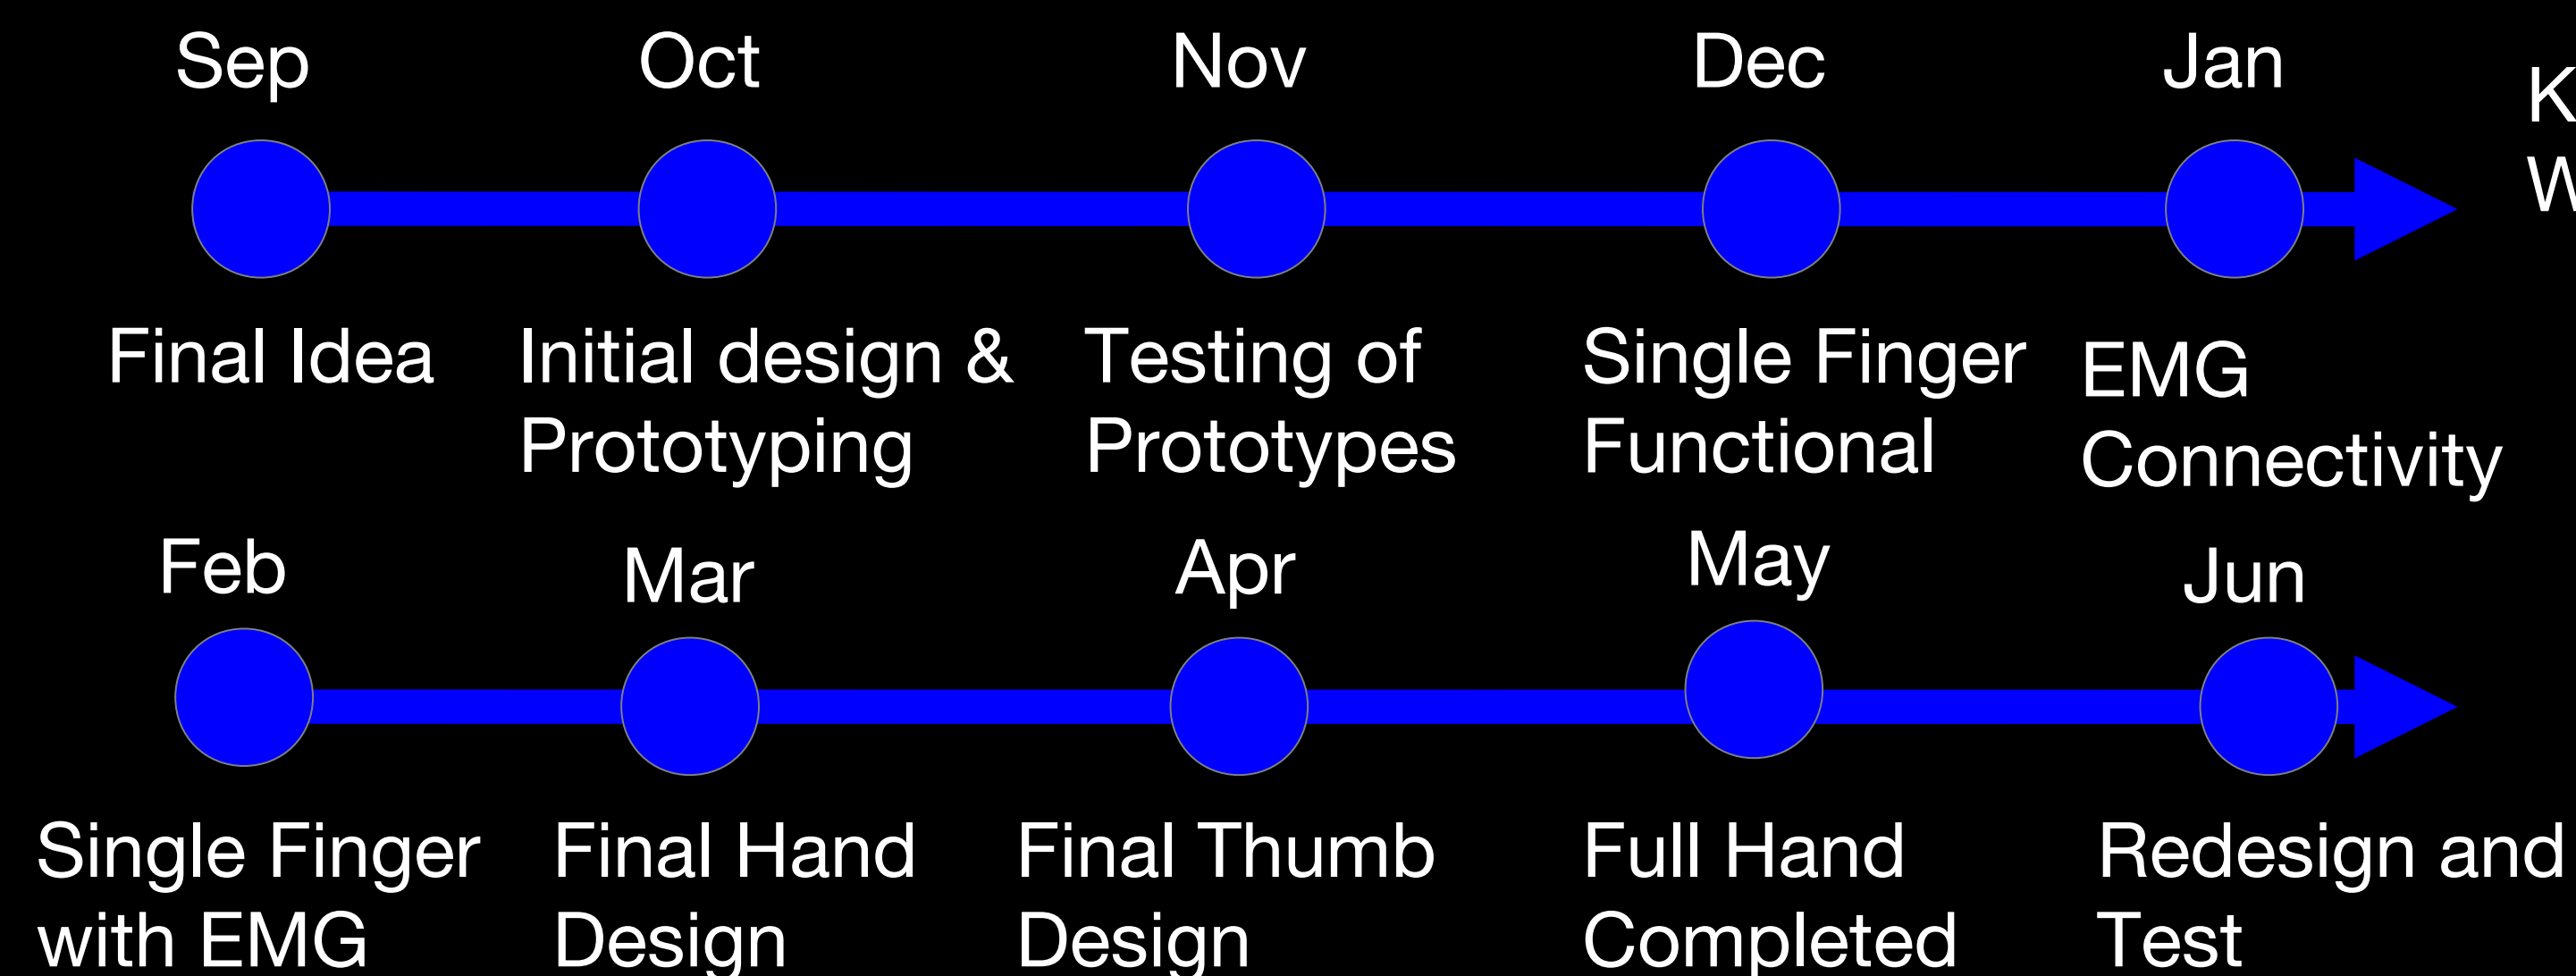 Sep
Oct
Nov
Dec
Jan
Final Idea
Initial design &
Prototyping
Testing of
Prototypes
Single Finger
Functional
EMG
Connectivity
Feb
Mar
Apr
May
Jun
Single Finger
with EMG
Final Hand
Design
Final Thumb
Design
Full Hand
Completed
Redesign and
Test